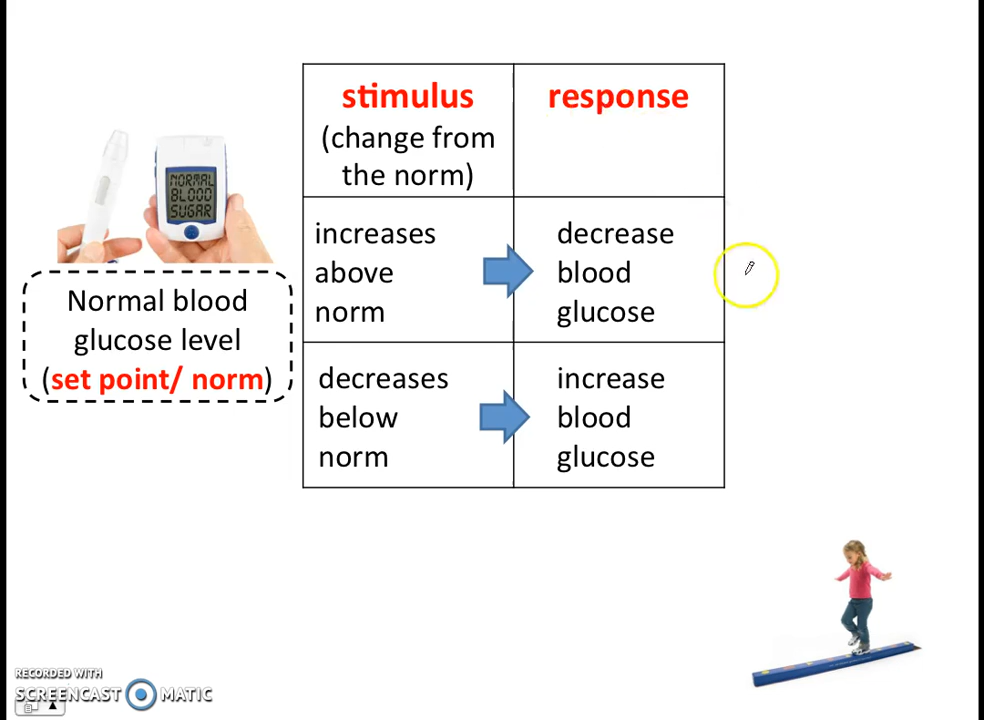 stimulus
(change from
the norm)
response
NORMAL
BLOOD
SUGAR
increases
above
norm
decrease
blood
glucose
Normal blood
glucose level
(set point/ norm)
decreases
below
norm
increase
blood
glucose
RECORDED WITH
SCREENCAST MATIC